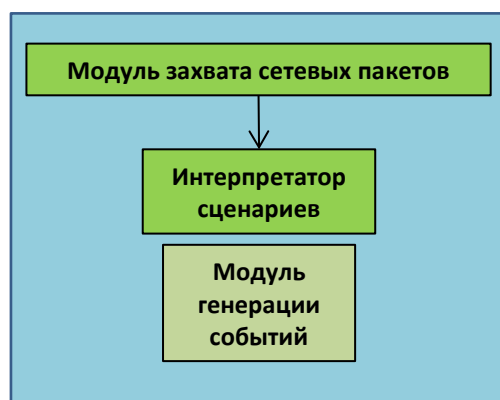 Модуль захвата сетевых пакетов
Интерпретатор
сценариев
Модуль
генерации
событий